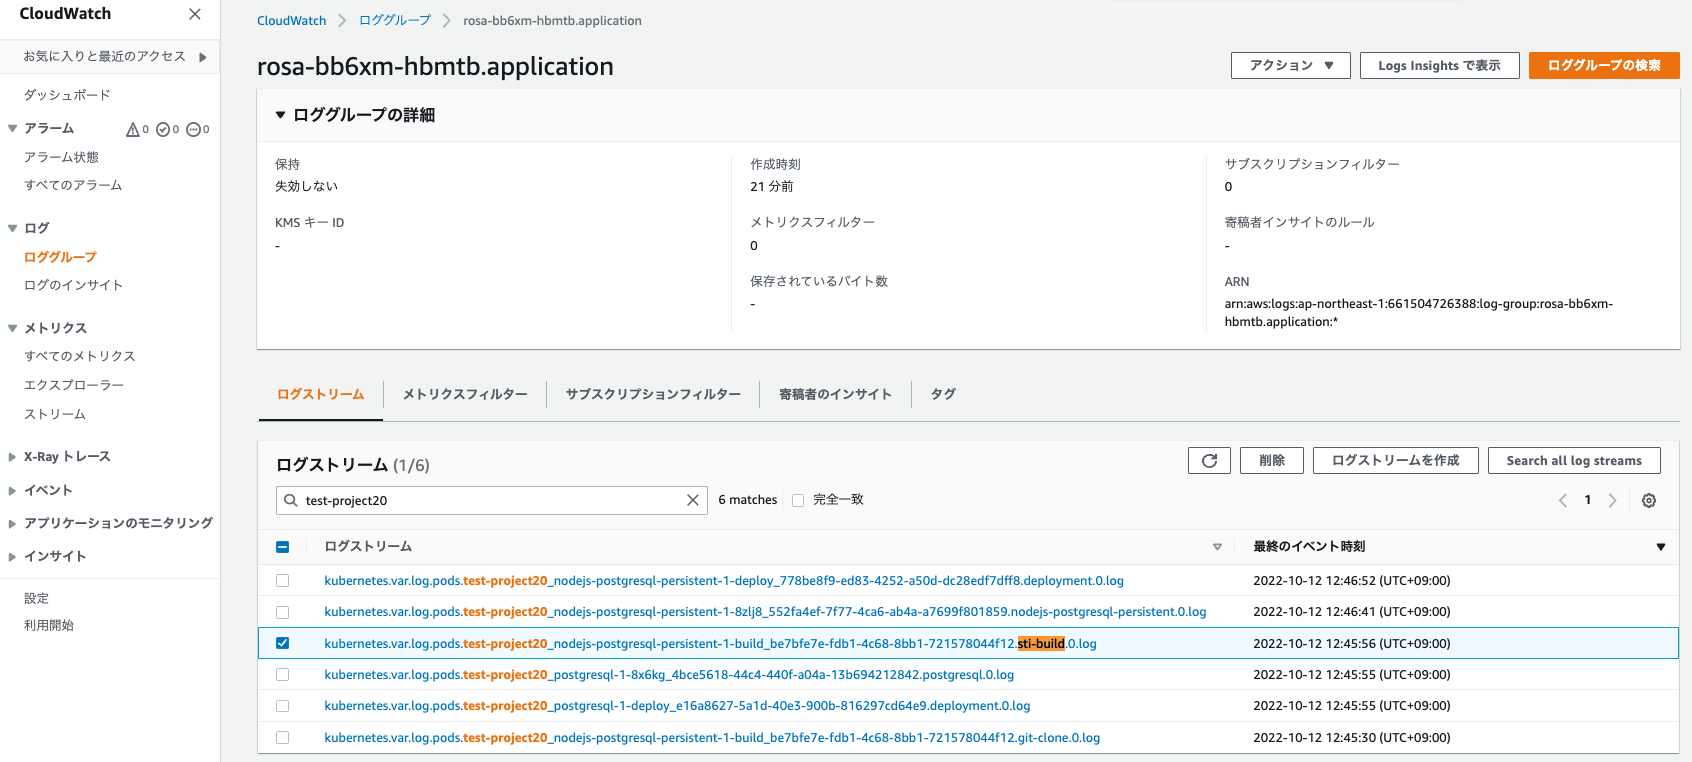 CloudWatch
お気に入りと最近のアクセス
ダッシュボード
アラーム 0 0 0
アラーム状態
すべてのアラーム
ログ
ロググループ
ログのインサイト
メトリクス
すべてのメトリクス
エクスプローラー
ストリーム
X-Ray トレース
イベント
アプリケーションのモニタリング
インサイト
設定
利用開始
CloudWatch ロググループ rosa-bb6xm-hbmtb.application
rosa-bb6xm-hbmtb.application
アクション Logs Insights で表示 ロググループの検索
ロググループの詳細
保持
失効しない
KMS キー ID
-
作成時刻
21 分前
メトリクスフィルター
0
保存されているバイト数
-
サブスクリプションフィルター
0
寄稿者インサイトのルール
-
ARN
arn:aws:logs:ap-northeast-1:661504726388:log-group:rosa-bb6xm-
hbmtb.application:*
ログストリーム メトリクスフィルター サブスクリプションフィルター 寄稿者のインサイト タグ
ログストリーム (1/6)
削除 ログストリームを作成 Search all log streams
test-project20 6 matches 完全一致 1
ログストリーム 最終のイベント時刻
kubernetes.var.log.pods.test-project20_nodejs-postgresql-persistent-1-deploy_778be8f9-ed83-4252-a50d-dc28edf7dff8.deployment.0.log 2022-10-12 12:46:52 (UTC+09:00)
kubernetes.var.log.pods.test-project20_nodejs-postgresql-persistent-1-8zlj8_552fa4ef-7f77-4ca6-ab4a-a7699f801859.nodejs-postgresql-persistent.0.log 2022-10-12 12:46:41 (UTC+09:00)
kubernetes.var.log.pods.test-project20_nodejs-postgresql-persistent-1-build_be7bfe7e-fdb1-4c68-8bb1-721578044f12.sti-build.0.log 2022-10-12 12:45:56 (UTC+09:00)
kubernetes.var.log.pods.test-project20_postgresql-1-8x6kg_4bce5618-44c4-440f-a04a-13b694212842.postgresql.0.log 2022-10-12 12:45:55 (UTC+09:00)
kubernetes.var.log.pods.test-project20_postgresql-1-deploy_e16a8627-5a1d-40e3-900b-816297cd64e9.deployment.0.log 2022-10-12 12:45:55 (UTC+09:00)
kubernetes.var.log.pods.test-project20_nodejs-postgresql-persistent-1-build_be7bfe7e-fdb1-4c68-8bb1-721578044f12.git-clone.0.log 2022-10-12 12:45:30 (UTC+09:00)